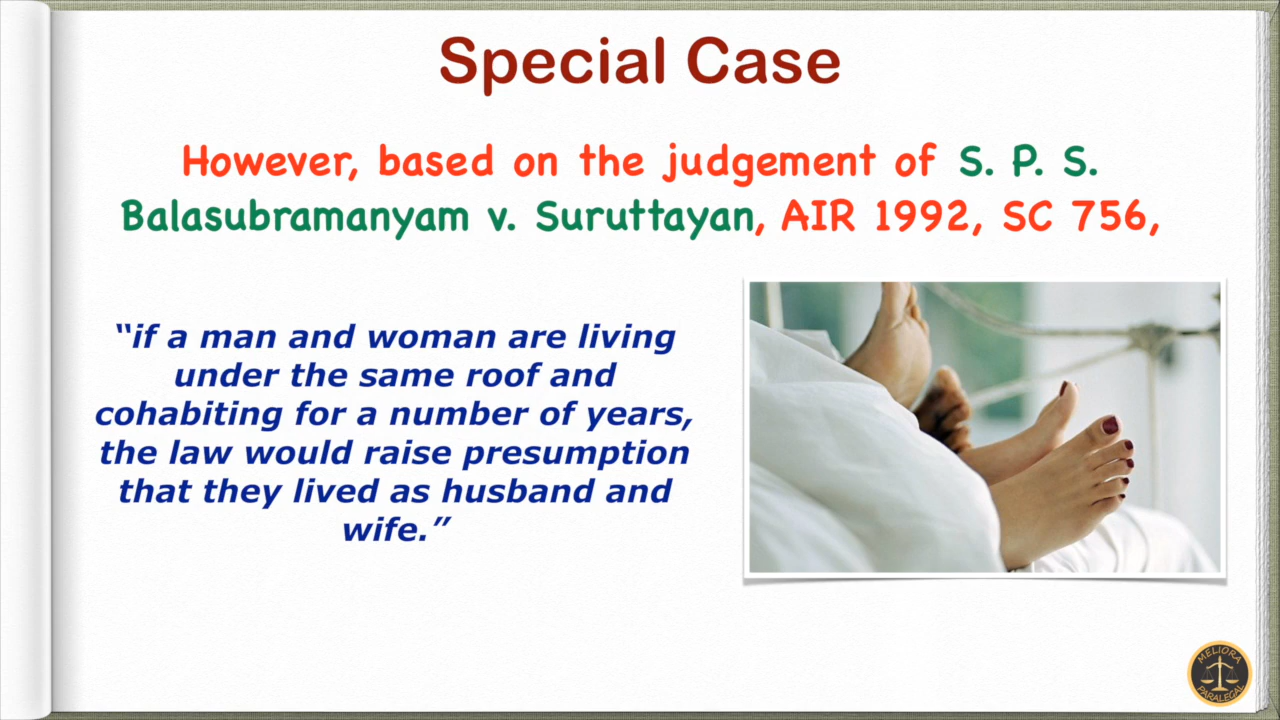 Special Case
However, based on the judgement of S. P. S.
Balasubramanyam v. Suruttayan, AIR 1992, SC 756,
“if a man and woman are living
under the same roof and
cohabiting for a number of years,
the law would raise presumption
that they lived as husband and
wife.”
MELIORA
PARALEGAL